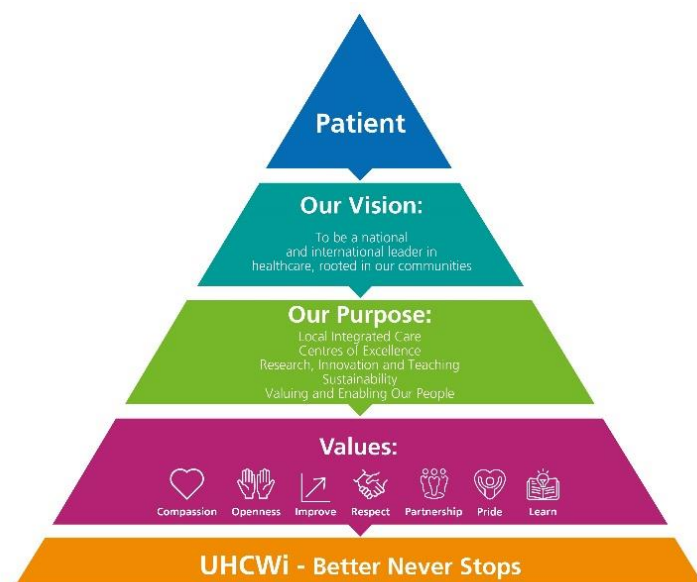 Patient
Our Vision:
To be a national
and international leader in
healthcare, rooted in our communities
Our Purpose:
Local Integrated Care
Centres of Excellence
Research, Innovation and Teaching
Sustainability
Valuing and Enabling Our People
Values:
Compassion Openness Improve Respect Partnership Pride Learn
UHCWi - Better Never Stops